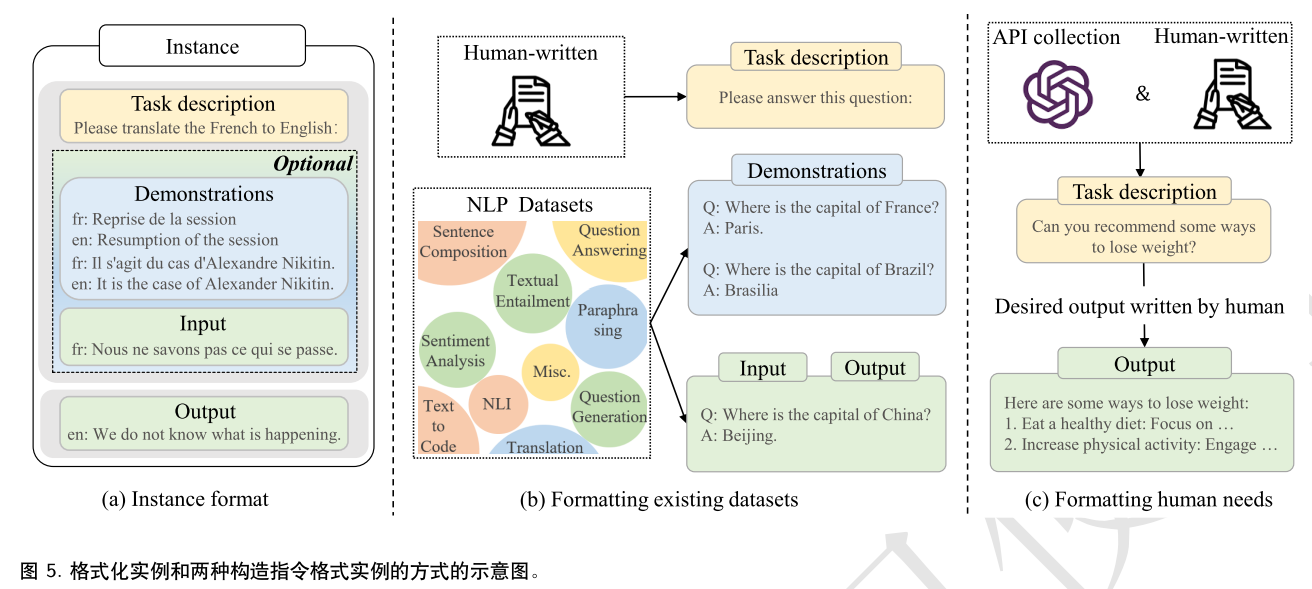 Instance
Task description
Please translate the French to English:
Optional
Demonstrations
fr: Reprise de la session
en: Resumption of the session
fr: Il s'agit du cas d'Alexandre Nikitin.
en: It is the case of Alexander Nikitin.
Input
fr: Nous ne savons pas ce qui se passe.
Output
en: We do not know what is happening.
(a) Instance format
Human-written
Task description
Please answer this question:
NLP Datasets
Sentence
Composition
Question
Answering
Textual
Entailment
Paraphra
sing
Sentiment
Analysis
Misc.
NLI
Question
Generation
Text
to
Code
Translation
Demonstrations
Q: Where is the capital of France?
A: Paris.
Q: Where is the capital of Brazil?
A: Brasilia
Input
Output
Q: Where is the capital of China?
A: Beijing.
(b) Formatting existing datasets
API collection
&
Human-written
Task description
Can you recommend some ways
to lose weight?
Desired output written by human
Output
Here are some ways to lose weight:
1. Eat a healthy diet: Focus on …
2. Increase physical activity: Engage …
(c) Formatting human needs
图 5. 格式化实例和两种构造指令格式实例的方式的示意图。